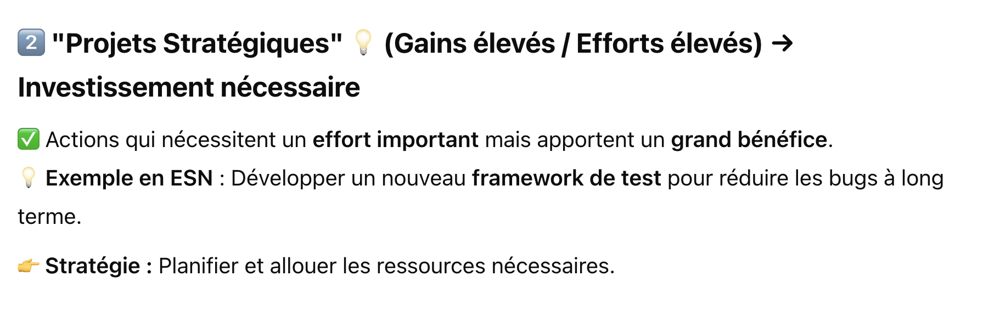 2️⃣ "Projets Stratégiques" 💡 (Gains élevés / Efforts élevés) →
Investissement nécessaire
✅ Actions qui nécessitent un effort important mais apportent un grand bénéfice.
💡 Exemple en ESN : Développer un nouveau framework de test pour réduire les bugs à long
terme.
👉 Stratégie : Planifier et allouer les ressources nécessaires.